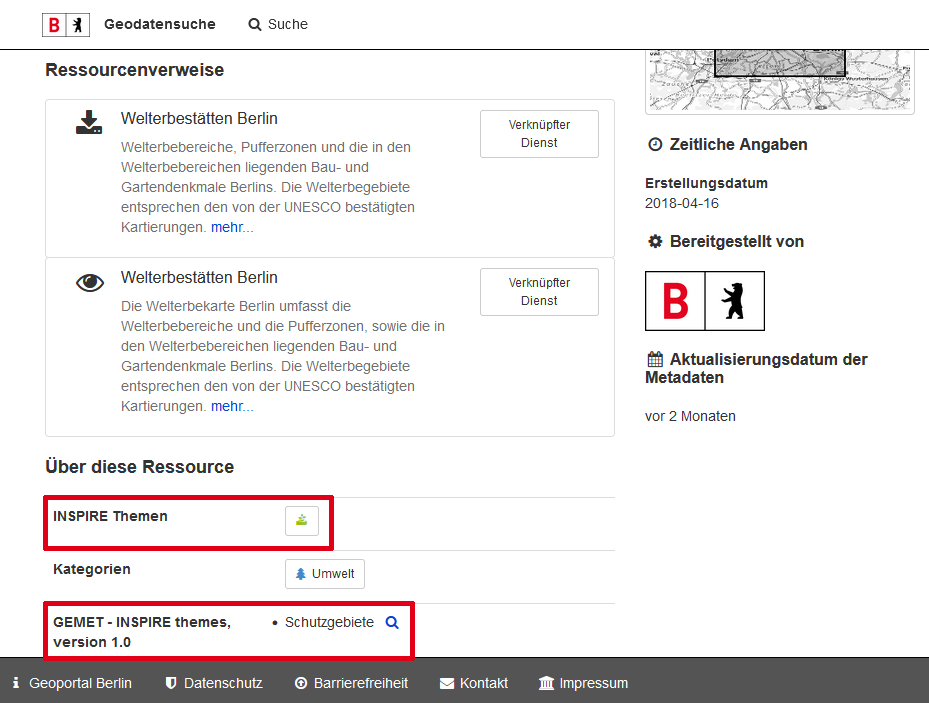 B
Geodatensuche
Suche
Ressourcenverweise
Welterbestätten Berlin
Verknüpfter
Dienst
Welterbebereiche, Pufferzonen und die in den
Welterbebereichen liegenden Bau- und
Gartendenkmale Berlins. Die Welterbegebiete
entsprechen den von der UNESCO bestätigten
Kartierungen. mehr...
Welterbestätten Berlin
Verknüpfter
Dienst
Die Welterbekarte Berlin umfasst die
Welterbebereiche und die Pufferzonen, sowie die in
den Welterbebereichen liegenden Bau- und
Gartendenkmale Berlins. Die Welterbegebiete
entsprechen den von der UNESCO bestätigten
Kartierungen. mehr...
Über diese Ressource
INSPIRE Themen
Kategorien
Umwelt
GEMET - INSPIRE themes,
version 1.0
• Schutzgebiete
Zeitliche Angaben
Erstellungsdatum
2018-04-16
Bereitgestellt von
B
Aktualisierungsdatum der
Metadaten
vor 2 Monaten
Geoportal Berlin
Datenschutz
Barrierefreiheit
Kontakt
Impressum